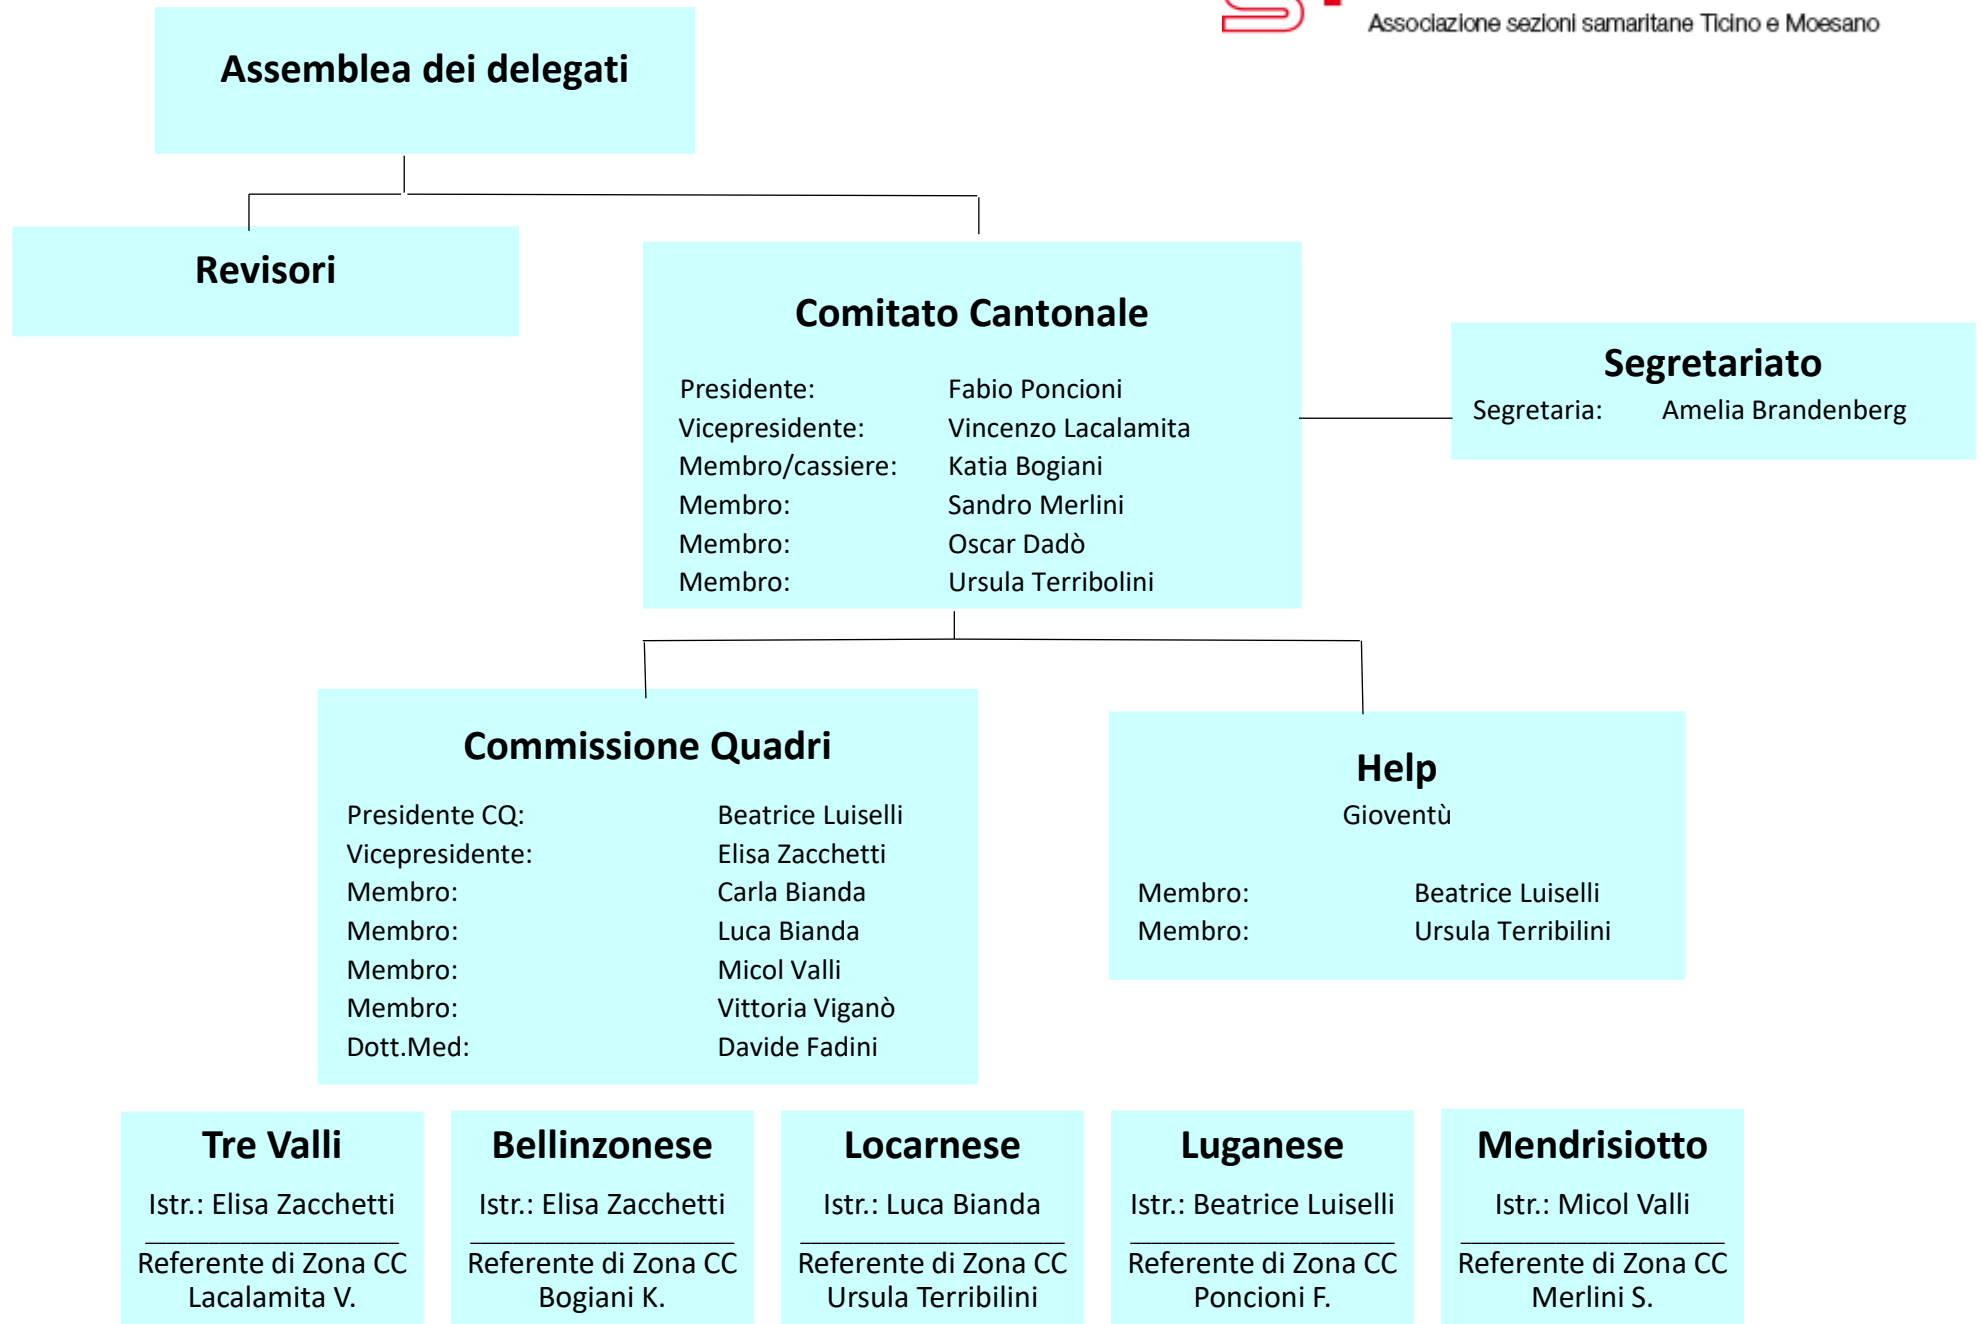 Associazione sezioni samaritane Ticino e Moesano
Assemblea dei delegati
Revisori
Comitato Cantonale
Presidente: Fabio Poncioni
Vicepresidente: Vincenzo Lacalamita
Membro/cassiere: Katia Bogiani
Membro: Sandro Merlini
Membro: Oscar Dadò
Membro: Ursula Terribolini
Segretariato
Segretaria: Amelia Brandenberg
Commissione Quadri
Presidente CQ: Beatrice Luiselli
Vicepresidente: Elisa Zacchetti
Membro: Carla Bianda
Membro: Luca Bianda
Membro: Micol Valli
Membro: Vittoria Viganò
Dott.Med: Davide Fadini
Help
Gioventù
Membro: Beatrice Luiselli
Membro: Ursula Terribilini
Tre Valli
Istr.: Elisa Zacchetti
Referente di Zona CC
Lacalamita V.
Bellinzonese
Istr.: Elisa Zacchetti
Referente di Zona CC
Bogiani K.
Locarnese
Istr.: Luca Bianda
Referente di Zona CC
Ursula Terribilini
Luganese
Istr.: Beatrice Luiselli
Referente di Zona CC
Poncioni F.
Mendrisiotto
Istr.: Micol Valli
Referente di Zona CC
Merlini S.